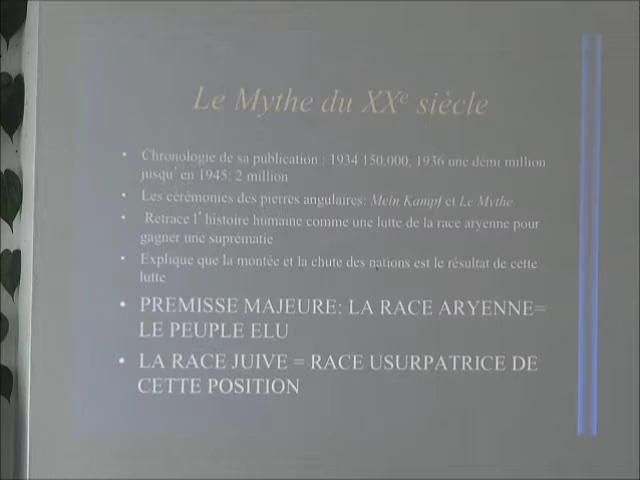 Le Mythe du XXe siècle
• Chronologie de sa publication : 1934 150,000, 1936 une demi million
jusqu'en 1945: 2 million
• Les cérémonies des pierres angulaires: Mein Kampf et Le Mythe
• Retrace l'histoire humaine comme une lutte de la race aryenne pour
gagner une suprématie
• Explique que la montée et la chute des nations est le résultat de cette
lutte
• PREMISSE MAJEURE: LA RACE ARYENNE=
LE PEUPLE ELU
• LA RACE JUIVE = RACE USURPATRICE DE
CETTE POSITION